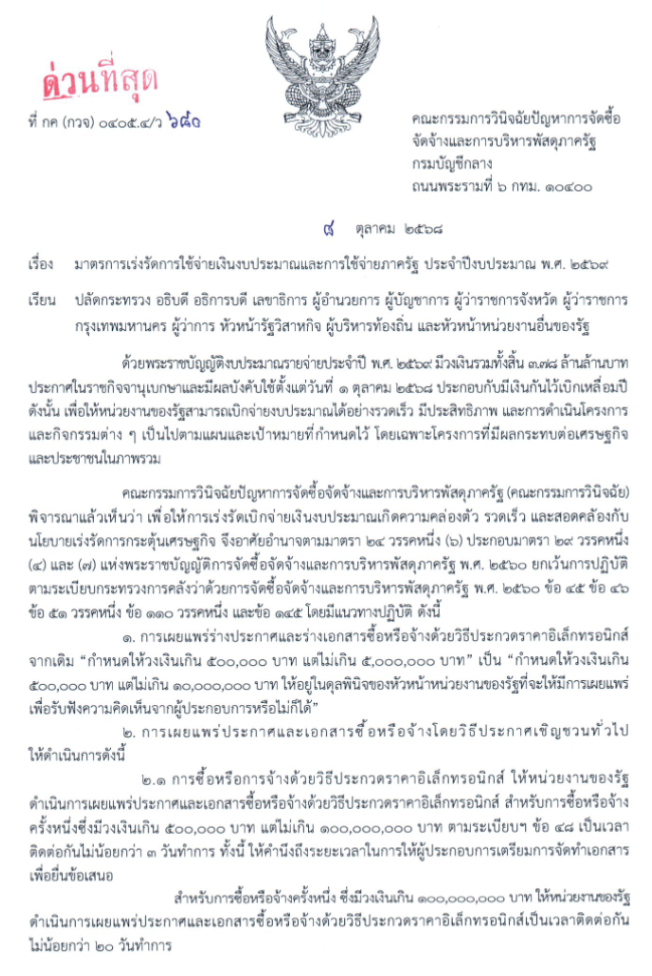 ด่วนที่สุด
ที่ กค (กวจ) ๐๔๐๕.๔/ว ๖๘๐
คณะกรรมการวินิจฉัยปัญหาการจัดซื้อ
จัดจ้างและการบริหารพัสดุภาครัฐ
กรมบัญชีกลาง
ถนนพระรามที่ ๖ กทม. ๑๐๔๐๐
๘ ตุลาคม ๒๕๖๘
เรื่อง มาตรการเร่งรัดการใช้จ่ายเงินงบประมาณและการใช้จ่ายภาครัฐ ประจำปีงบประมาณ พ.ศ. ๒๕๖๙
เรียน ปลัดกระทรวง อธิบดี อธิการบดี เลขาธิการ ผู้อำนวยการ ผู้บัญชาการ ผู้ว่าราชการจังหวัด ผู้ว่าราชการ
กรุงเทพมหานคร ผู้ว่าการ หัวหน้ารัฐวิสาหกิจ ผู้บริหารท้องถิ่น และหัวหน้าหน่วยงานอื่นของรัฐ
ด้วยพระราชบัญญัติงบประมาณรายจ่ายประจำปี พ.ศ. ๒๕๖๙ มีวงเงินรวมทั้งสิ้น ๓.๗๘ ล้านล้านบาท
ประกาศในราชกิจจานุเบกษาและมีผลบังคับใช้ตั้งแต่วันที่ ๑ ตุลาคม ๒๕๖๘ ประกอบกับมีเงินกันไว้เบิกเหลื่อมปี
ดังนั้น เพื่อให้หน่วยงานของรัฐสามารถเบิกจ่ายงบประมาณได้อย่างรวดเร็ว มีประสิทธิภาพ และการดำเนินโครงการ
และกิจกรรมต่าง ๆ เป็นไปตามแผนและเป้าหมายที่กำหนดไว้ โดยเฉพาะโครงการที่มีผลกระทบต่อเศรษฐกิจ
และประชาชนในภาพรวม
คณะกรรมการวินิจฉัยปัญหาการจัดซื้อจัดจ้างและการบริหารพัสดุภาครัฐ (คณะกรรมการวินิจฉัย)
พิจารณาแล้วเห็นว่า เพื่อให้การเร่งรัดเบิกจ่ายเงินงบประมาณเกิดความคล่องตัว รวดเร็ว และสอดคล้องกับ
นโยบายเร่งรัดการกระตุ้นเศรษฐกิจ จึงอาศัยอำนาจตามมาตรา ๒๔ วรรคหนึ่ง (๖) ประกอบมาตรา ๒๙ วรรคหนึ่ง
(๔) และ (๗) แห่งพระราชบัญญัติการจัดซื้อจัดจ้างและการบริหารพัสดุภาครัฐ พ.ศ. ๒๕๖๐ ยกเว้นการปฏิบัติ
ตามระเบียบกระทรวงการคลังว่าด้วยการจัดซื้อจัดจ้างและการบริหารพัสดุภาครัฐ พ.ศ. ๒๕๖๐ ข้อ ๔๕ ข้อ ๔๖
ข้อ ๕๑ วรรคหนึ่ง ข้อ ๑๑๐ วรรคหนึ่ง และข้อ ๑๔๕ โดยมีแนวทางปฏิบัติ ดังนี้
๑. การเผยแพร่ร่างประกาศและร่างเอกสารซื้อหรือจ้างด้วยวิธีประกวดราคาอิเล็กทรอนิกส์
จากเดิม “กำหนดให้วงเงินเกิน ๕๐๐,๐๐๐ บาท แต่ไม่เกิน ๕,๐๐๐,๐๐๐ บาท” เป็น “กำหนดให้วงเงินเกิน
๕๐๐,๐๐๐ บาท แต่ไม่เกิน ๑๐,๐๐๐,๐๐๐ บาท ให้อยู่ในดุลพินิจของหัวหน้าหน่วยงานของรัฐที่จะให้มีการเผยแพร่
เพื่อรับฟังความคิดเห็นจากผู้ประกอบการหรือไม่ก็ได้”
๒. การเผยแพร่ประกาศและเอกสารซื้อหรือจ้างโดยวิธีประกาศเชิญชวนทั่วไป
ให้ดำเนินการดังนี้
๒.๑ การซื้อหรือการจ้างด้วยวิธีประกวดราคาอิเล็กทรอนิกส์ ให้หน่วยงานของรัฐ
ดำเนินการเผยแพร่ประกาศและเอกสารซื้อหรือจ้างด้วยวิธีประกวดราคาอิเล็กทรอนิกส์ สำหรับการซื้อหรือจ้าง
ครั้งหนึ่งซึ่งมีวงเงินเกิน ๕๐๐,๐๐๐ บาท แต่ไม่เกิน ๑๐๐,๐๐๐,๐๐๐ บาท ตามระเบียบฯ ข้อ ๔๘ เป็นเวลา
ติดต่อกันไม่น้อยกว่า ๓ วันทำการ ทั้งนี้ ให้คำนึงถึงระยะเวลาในการให้ผู้ประกอบการเตรียมการจัดทำเอกสาร
เพื่อยื่นข้อเสนอ
สำหรับการซื้อหรือจ้างครั้งหนึ่ง ซึ่งมีวงเงินเกิน ๑๐๐,๐๐๐,๐๐๐ บาท ให้หน่วยงานของรัฐ
ดำเนินการเผยแพร่ประกาศและเอกสารซื้อหรือจ้างด้วยวิธีประกวดราคาอิเล็กทรอนิกส์เป็นเวลาติดต่อกัน
ไม่น้อยกว่า ๒๐ วันทำการ